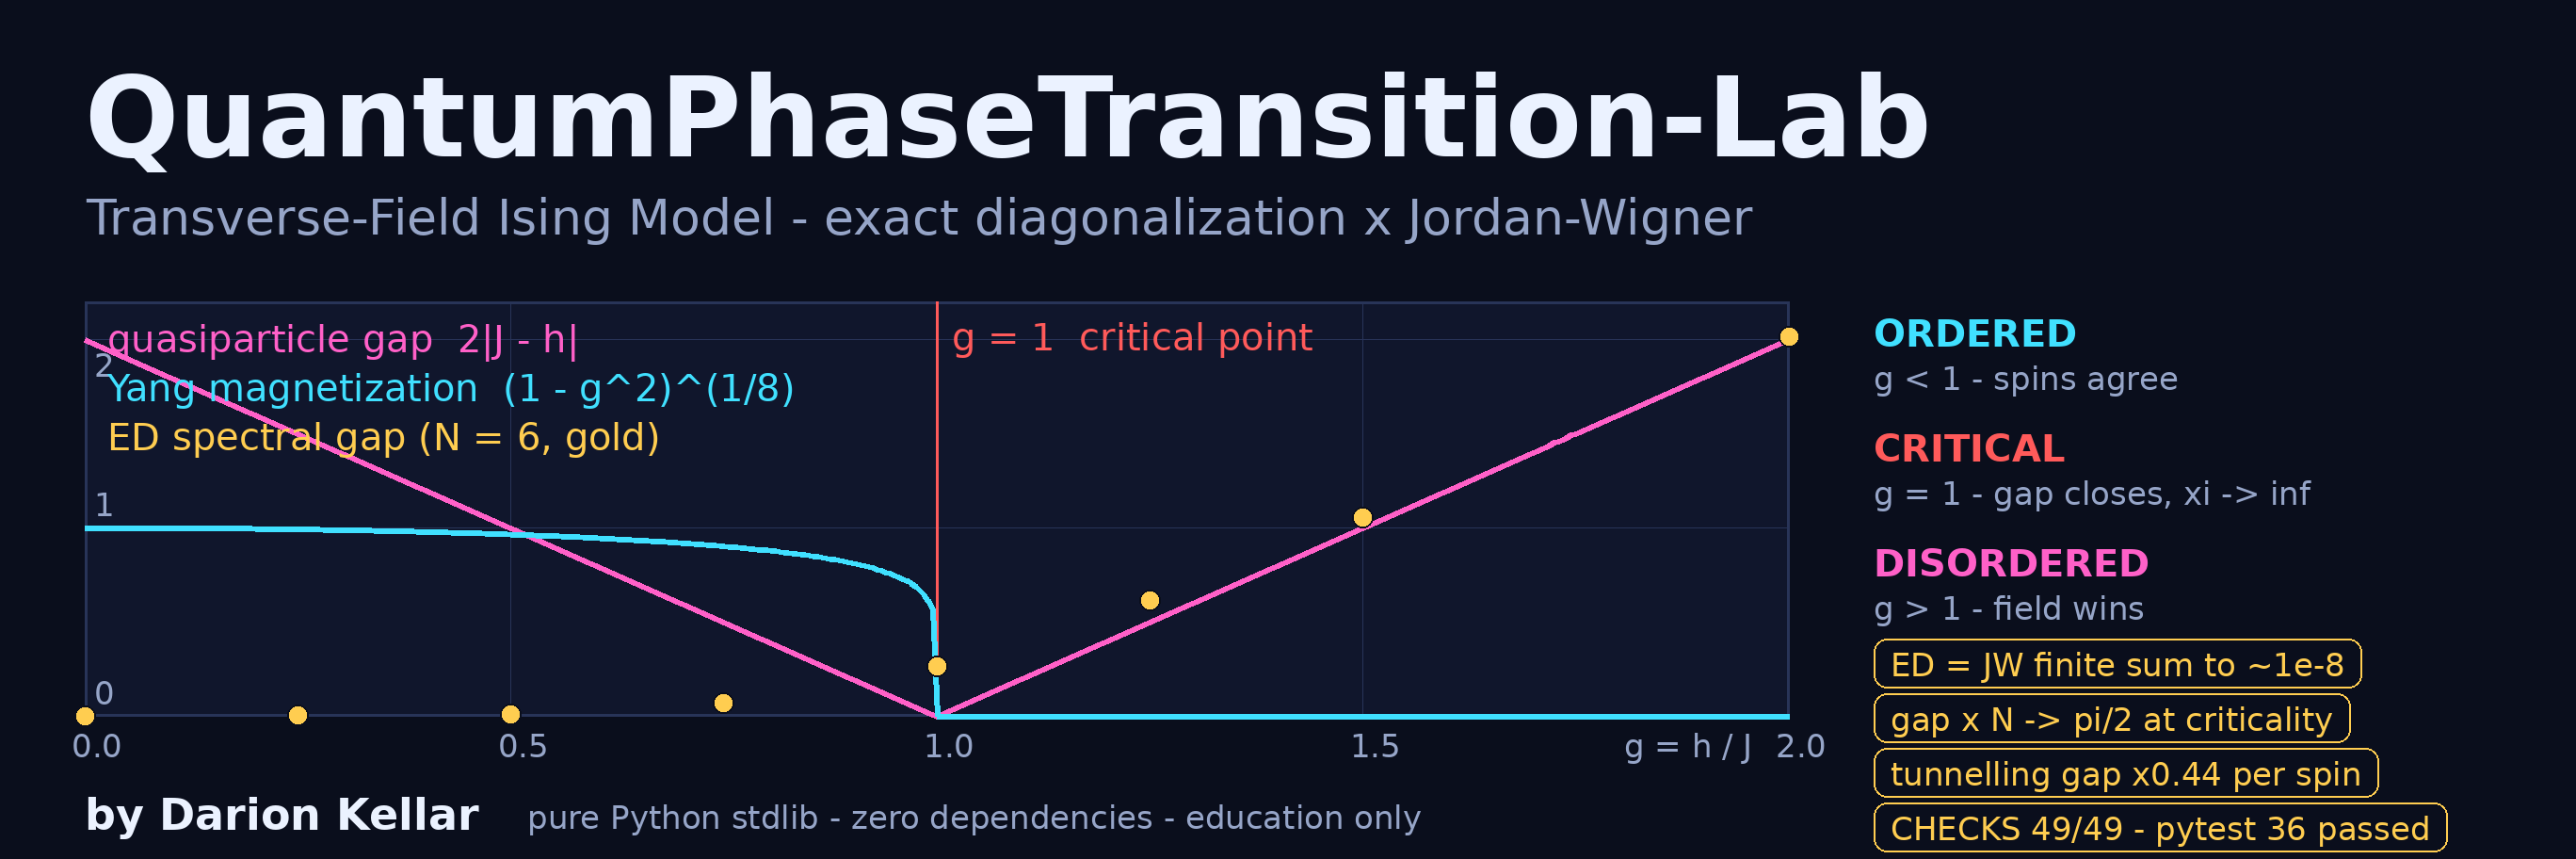 QuantumPhaseTransition-Lab
Transverse-Field Ising Model - exact diagonalization x Jordan-Wigner
quasiparticle gap  2|J - h|
Yang magnetization  (1 - g^2)^(1/8)
ED spectral gap (N = 6, gold)
g = 1  critical point
2
1
0
0.0
0.5
1.0
1.5
g = h / J
2.0
ORDERED
g < 1 - spins agree
CRITICAL
g = 1 - gap closes, xi -> inf
DISORDERED
g > 1 - field wins
ED = JW finite sum to ~1e-8
gap x N -> pi/2 at criticality
tunnelling gap x0.44 per spin
CHECKS 49/49 - pytest 36 passed
by Darion Kellar
pure Python stdlib - zero dependencies - education only